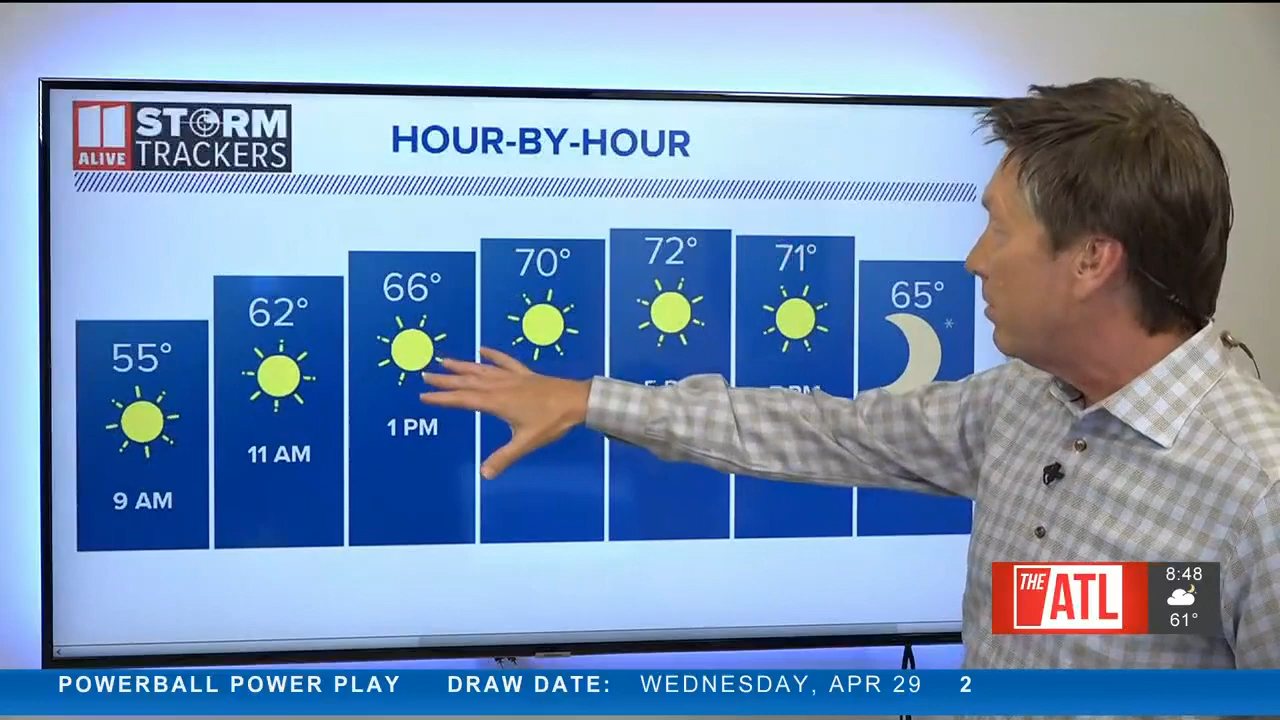 11 ALIVE
STORM
TRACKERS
HOUR-BY-HOUR
55°
62°
66°
70°
72°
71°
65°
9 AM
11 AM
1 PM
THE ATL
8:48
61°
POWERBALL POWER PLAY DRAW DATE: WEDNESDAY, APR 29 2